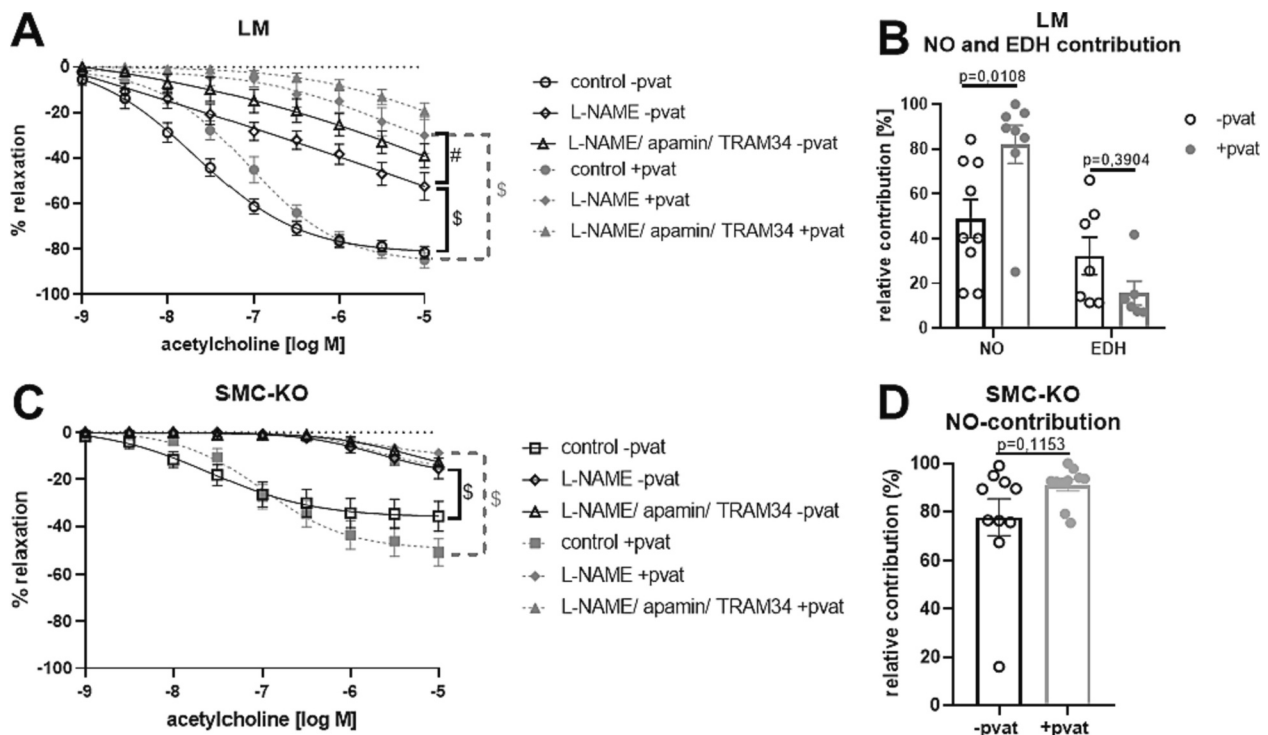 A
LM
0
-20
-40
-60
-80
-100
% relaxation
-9
-8
-7
-6
-5
acetylcholine [log M]
#
$
$
control -pvat
L-NAME -pvat
L-NAME/ apamin/ TRAM34 -pvat
control +pvat
L-NAME +pvat
L-NAME/ apamin/ TRAM34 +pvat
B
LM
NO and EDH contribution
p=0,0108
p=0,3904
100
80
60
40
20
0
relative contribution [%]
NO
EDH
-pvat
+pvat
C
SMC-KO
0
-20
-40
-60
-80
-100
% relaxation
-9
-8
-7
-6
-5
acetylcholine [log M]
$
$
control -pvat
L-NAME -pvat
L-NAME/ apamin/ TRAM34 -pvat
control +pvat
L-NAME +pvat
L-NAME/ apamin/ TRAM34 +pvat
D
SMC-KO
NO-contribution
p=0,1153
100
80
60
40
20
0
relative contribution (%)
-pvat
+pvat